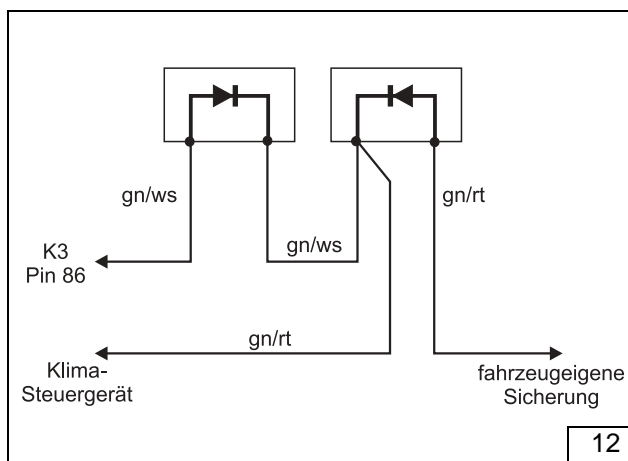 gn/ws
gn/rt
gn/ws
K3
Pin 86
gn/rt
Klima-
Steuergerät
fahrzeugeigene
Sicherung
12